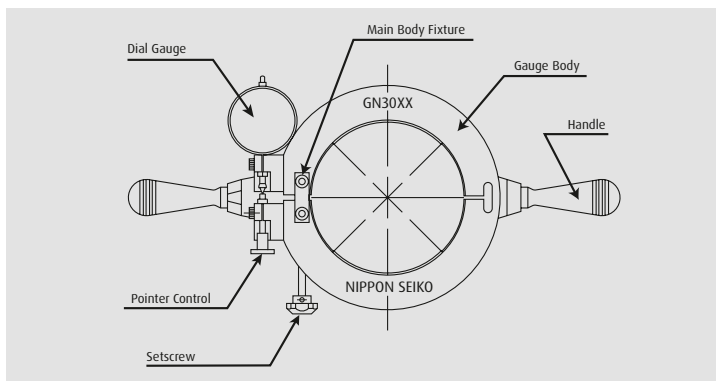 Main Body Fixture
Dial Gauge
Gauge Body
GN30XX
Handle
NIPPON SEIKO
Pointer Control
Setscrew